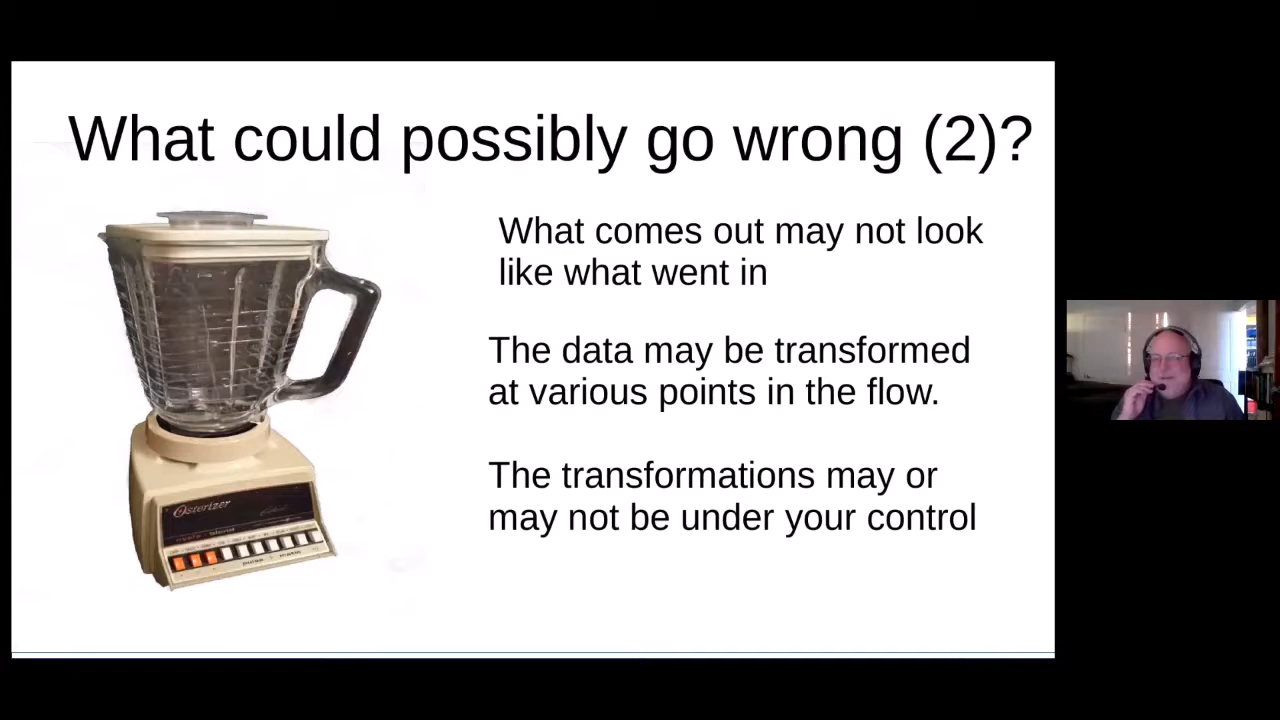 What could possibly go wrong (2)?
What comes out may not look
like what went in
The data may be transformed
at various points in the flow.
The transformations may or
may not be under your control
Osterizer